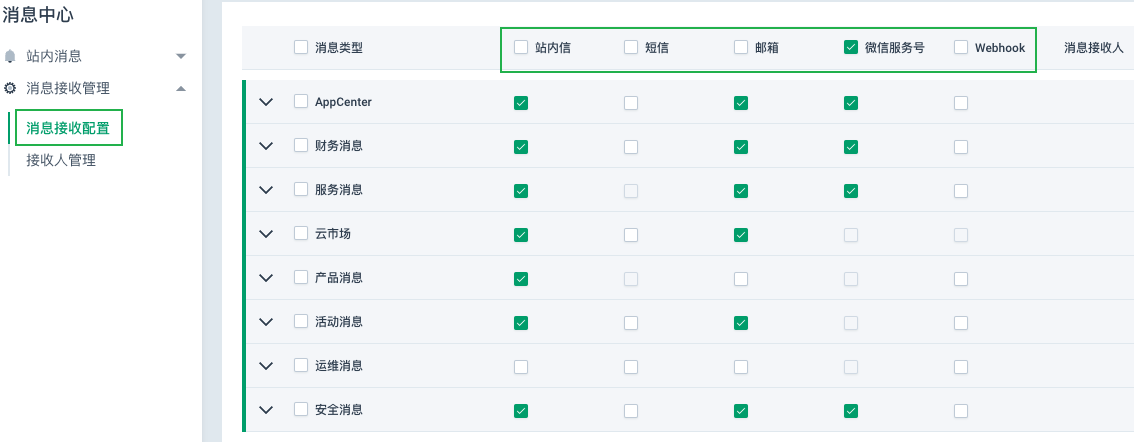 消息中心
站内消息
消息接收管理
消息接收配置
接收人管理
消息类型 站内信 短信 邮箱 微信服务号 Webhook 消息接收人
AppCenter
财务消息
服务消息
云市场
产品消息
活动消息
运维消息
安全消息